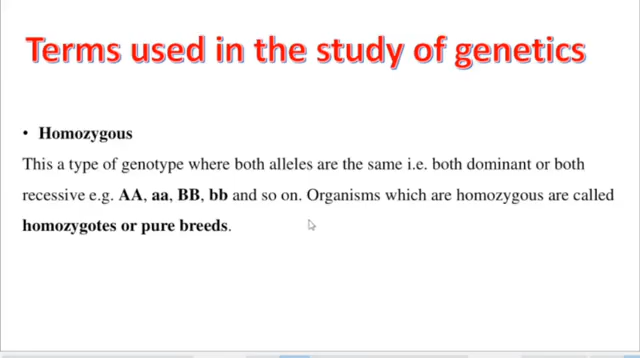 Terms used in the study of genetics
• Homozygous
This a type of genotype where both alleles are the same i.e. both dominant or both
recessive e.g. AA, aa, BB, bb and so on. Organisms which are homozygous are called
homozygotes or pure breeds.